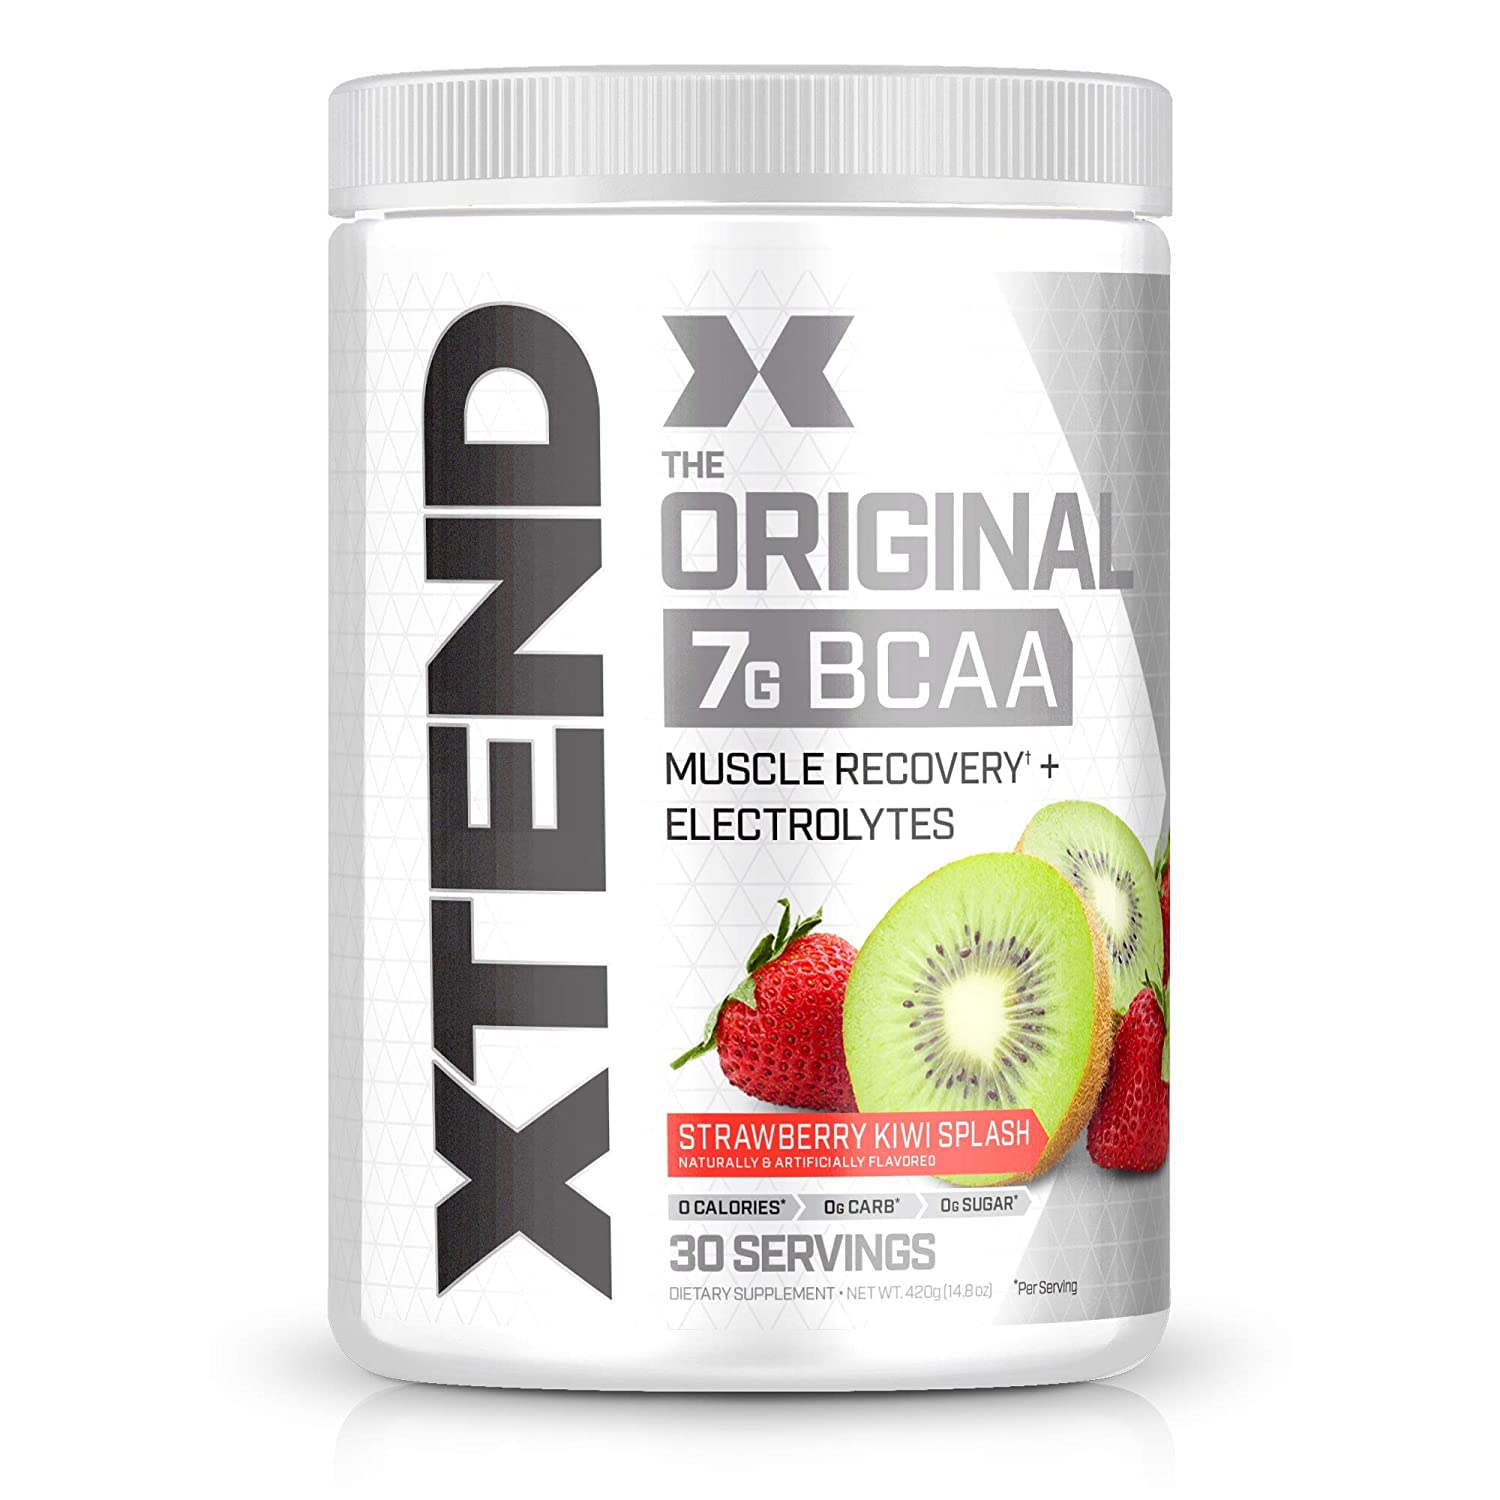 XTEND
X
THE
ORIGINAL
7G BCAA
MUSCLE RECOVERY† +
ELECTROLYTES
STRAWBERRY KIWI SPLASH
NATURALLY & ARTIFICIALLY FLAVORED
0 CALORIES* 0G CARB* 0G SUGAR*
30 SERVINGS
DIETARY SUPPLEMENT • NET WT. 420g (14.8 oz) *Per Serving